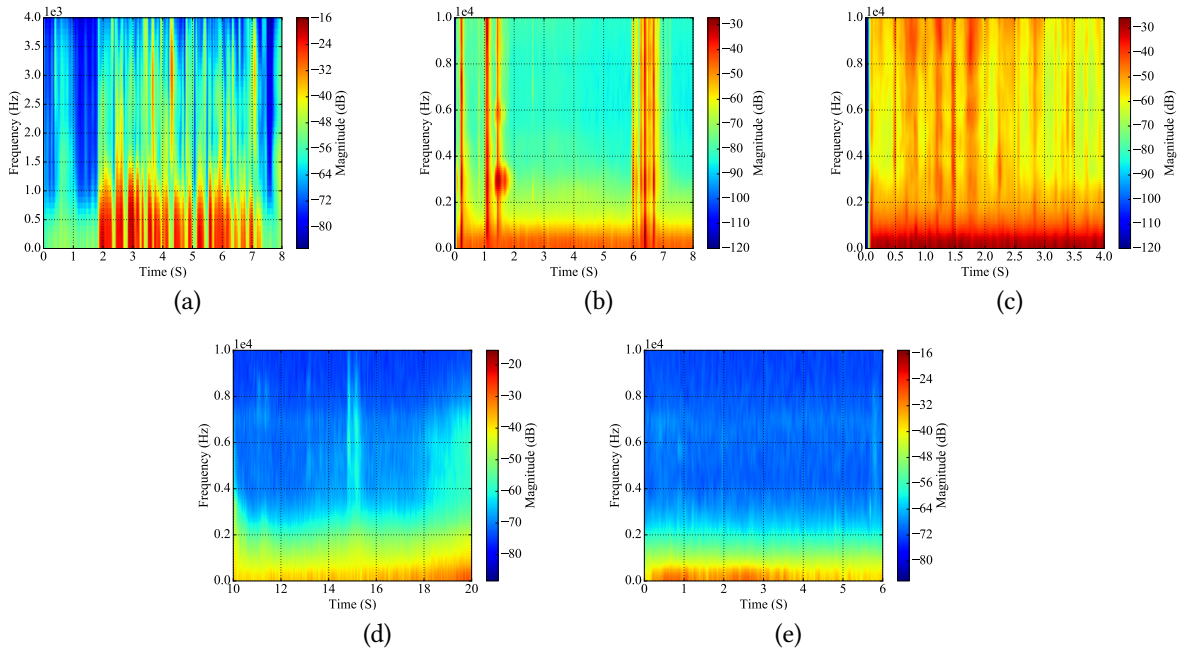 1e3
4.0
3.5
3.0
2.5
2.0
1.5
1.0
0.5
0.0
Frequency (Hz)
0 1 2 3 4 5 6 7 8
Time (S)
−16
−24
−32
−40
−48
−56
−64
−72
−80
Magnitude (dB)
(a)
1e4
1.0
0.8
0.6
0.4
0.2
0.0
Frequency (Hz)
0 1 2 3 4 5 6 7 8
Time (S)
−30
−40
−50
−60
−70
−80
−90
−100
−110
−120
Magnitude (dB)
(b)
1e4
1.0
0.8
0.6
0.4
0.2
0.0
Frequency (Hz)
0.0 0.5 1.0 1.5 2.0 2.5 3.0 3.5 4.0
Time (S)
−30
−40
−50
−60
−70
−80
−90
−100
−110
−120
Magnitude (dB)
(c)
1e4
1.0
0.8
0.6
0.4
0.2
0.0
Frequency (Hz)
10 12 14 16 18 20
Time (S)
−20
−30
−40
−50
−60
−70
−80
Magnitude (dB)
(d)
1e4
1.0
0.8
0.6
0.4
0.2
0.0
Frequency (Hz)
0 1 2 3 4 5 6
Time (S)
−16
−24
−32
−40
−48
−56
−64
−72
−80
Magnitude (dB)
(e)